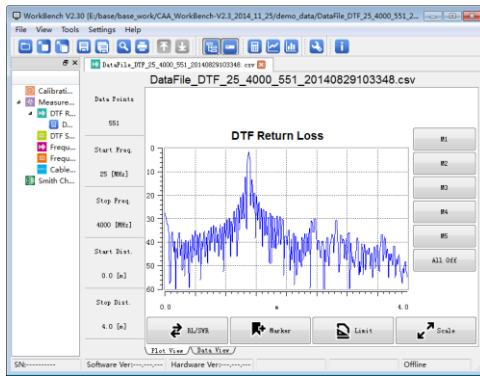 WorkBench V2.30 [E:/base/base_work/CAA_WorkBench-V2.3_2014_11_25/demo_data/DataFile_DTF_25_4000_551_2...
File View Tools Settings Help
DataFile_DTF_25_4000_551_20140829103348.csv
DataFile_DTF_25_4000_551_20140829103348.csv
Calibrati...
Measure...
DTF R...
D...
DTF S...
Frequ...
Frequ...
Cable...
Smith Ch...
Data Points
551
Start Freq.
25 [MHz]
Stop Freq.
4000 [MHz]
Start Dist.
0.0 [m]
Stop Dist.
4.0 [m]
DTF Return Loss
0
10
20
30
40
50
60
0.0 m 4.0
M1
M2
M3
M4
M5
All Off
RL/SWR
Marker
Limit
Scale
Plot View Data View
SN:---------- Software Ver:---.---.--- Hardware Ver:---.---.--- Offline